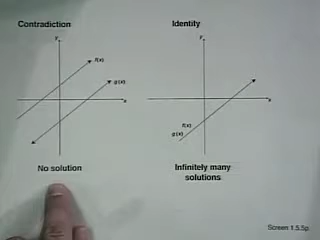 Contradiction
Identity
y
f(x)
g(x)
x
y
f(x)
g(x)
x
No solution
Infinitely many
solutions
Screen 1.5.5p